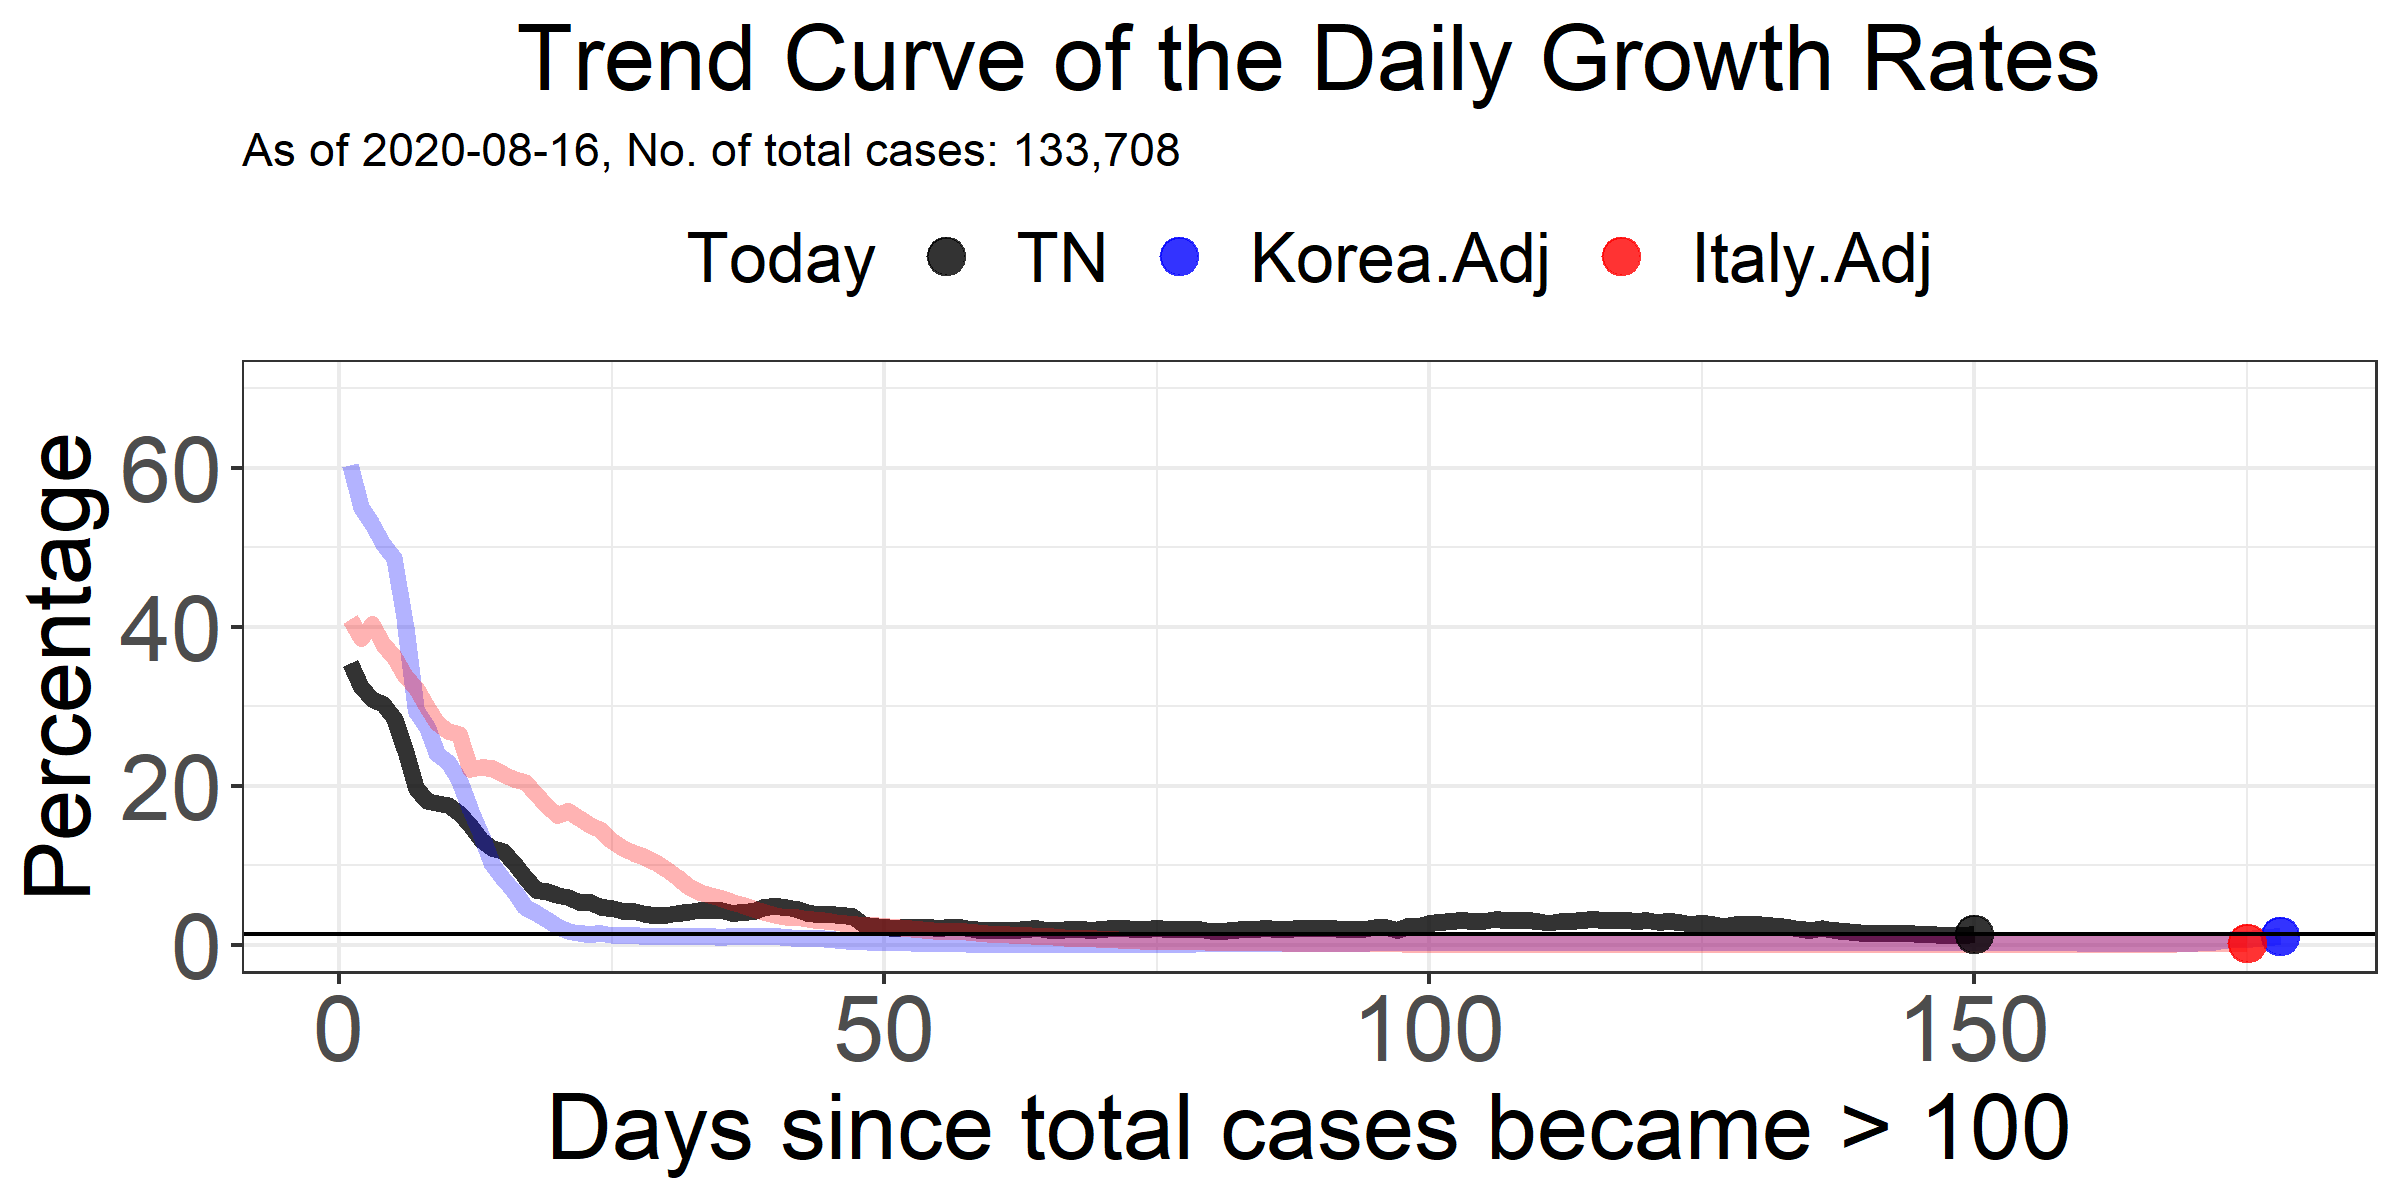 Trend Curve of the Daily Growth Rates
As of 2020-08-16, No. of total cases: 133,708
Today TN Korea.Adj Italy.Adj
Percentage
60
40
20
0
0 50 100 150
Days since total cases became > 100